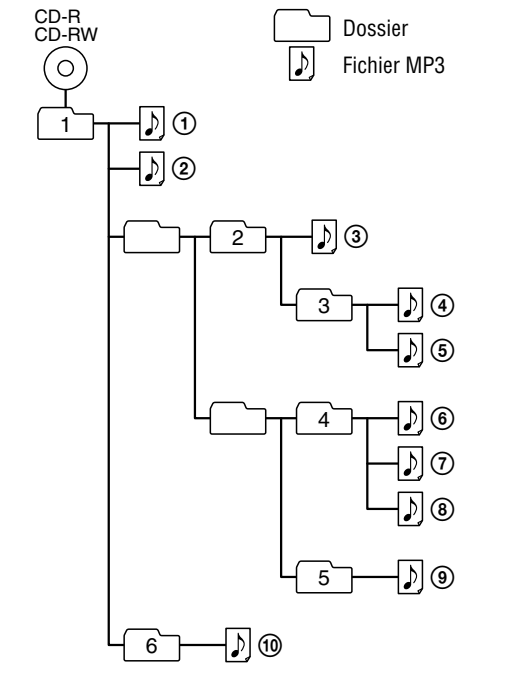 CD-R
CD-RW
Dossier
Fichier MP3
1 ①
②
2 ③
3 ④
⑤
4 ⑥
⑦
⑧
5 ⑨
6 ⑩